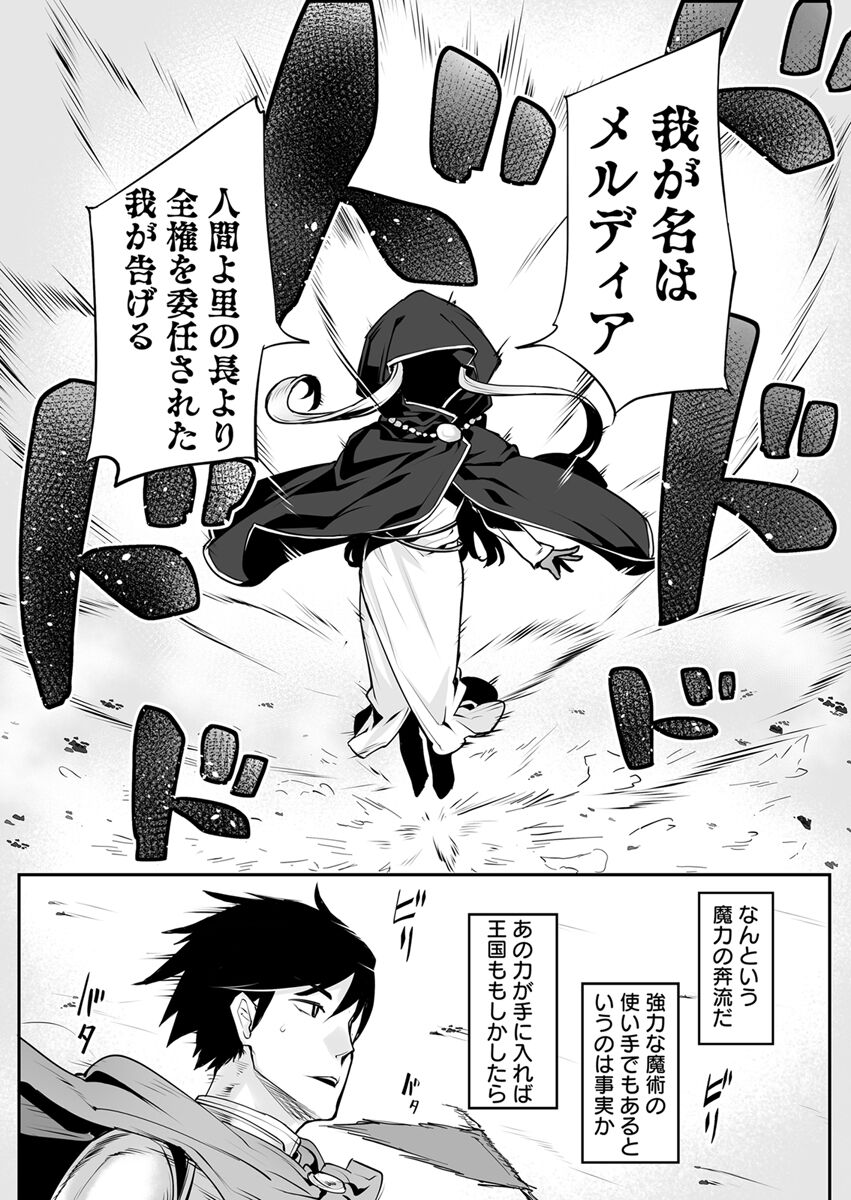 我が名は
メルディア
人間よ里の長より
全権を委任された
我が告げる
ドドド
ドドド
ド
ド
なんという
魔力の奔流だ
強力な魔術の
使い手でもあると
いうのは事実か
あの力が手に入れば
王国ももしかしたら
ビリ
ビリ
バタ
バタ